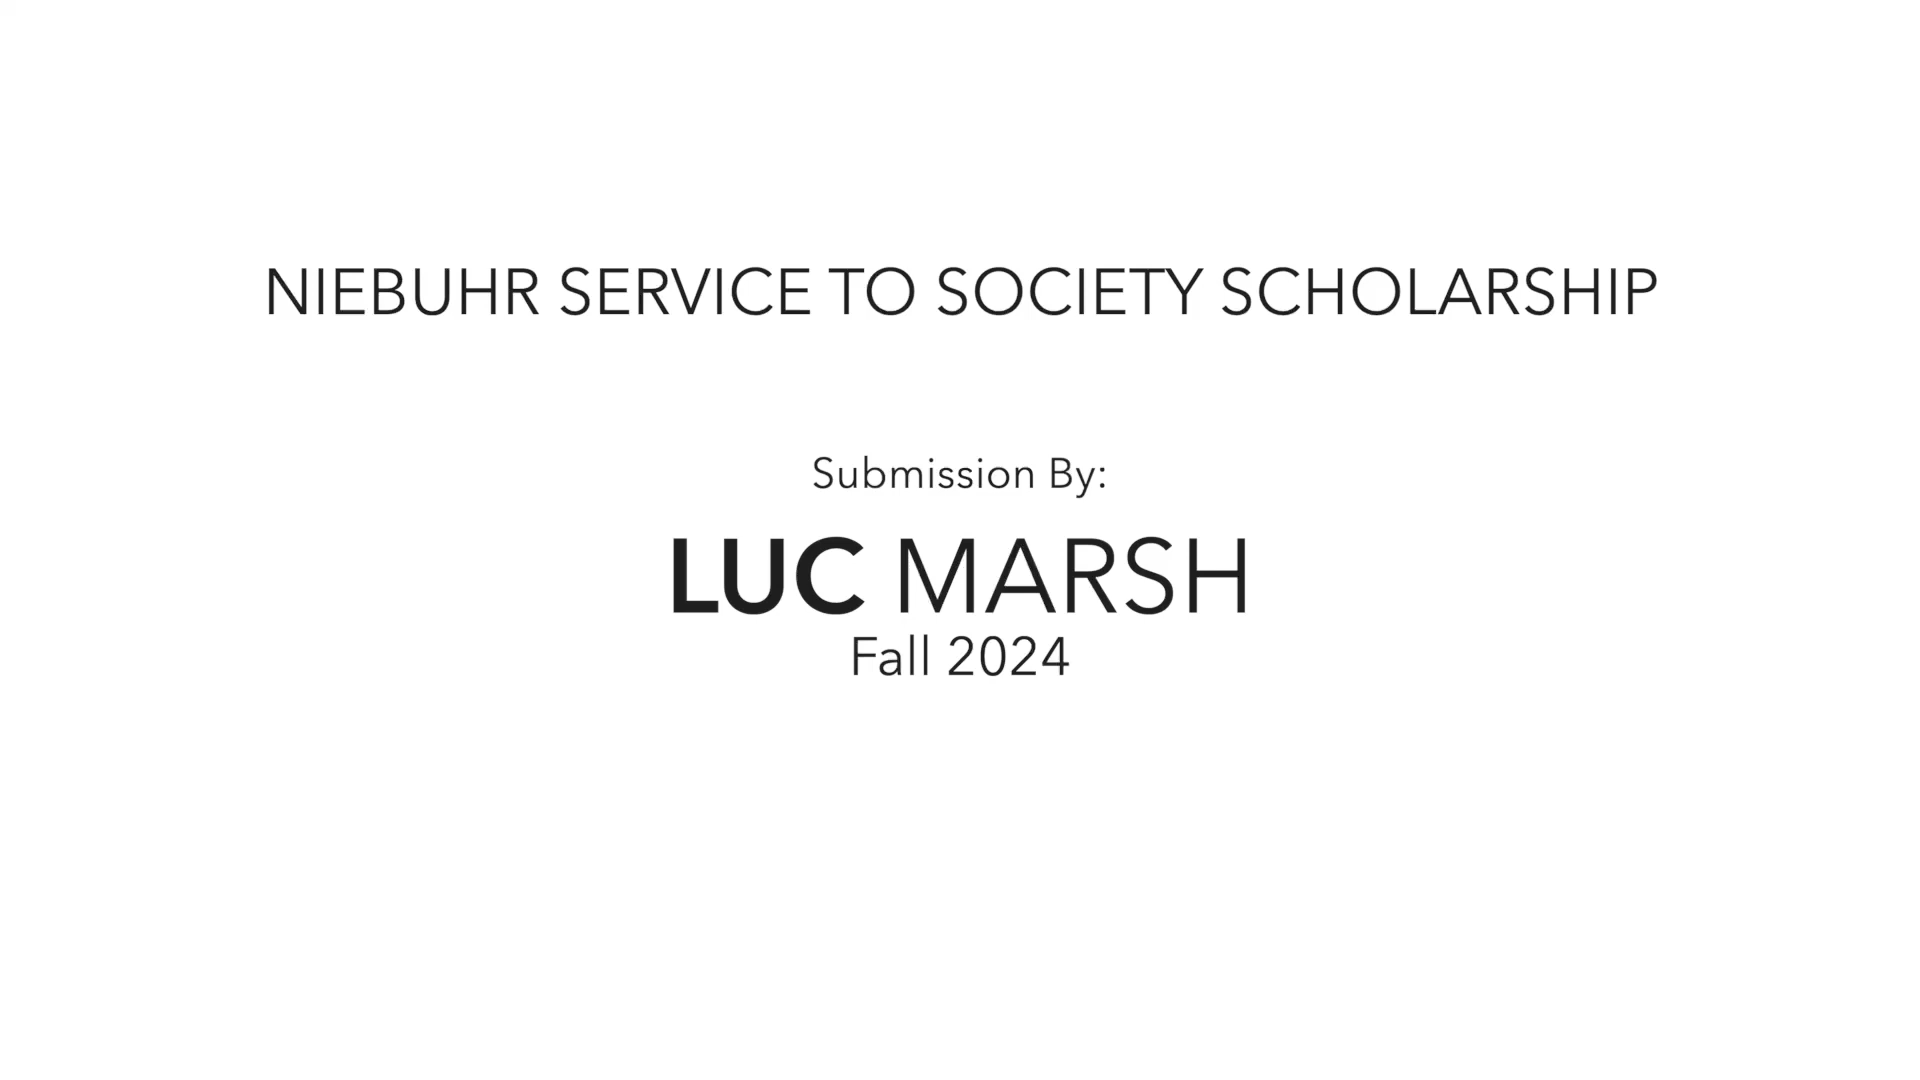 NIEBUHR SERVICE TO SOCIETY SCHOLARSHIP
Submission By:
LUC MARSH
Fall 2024